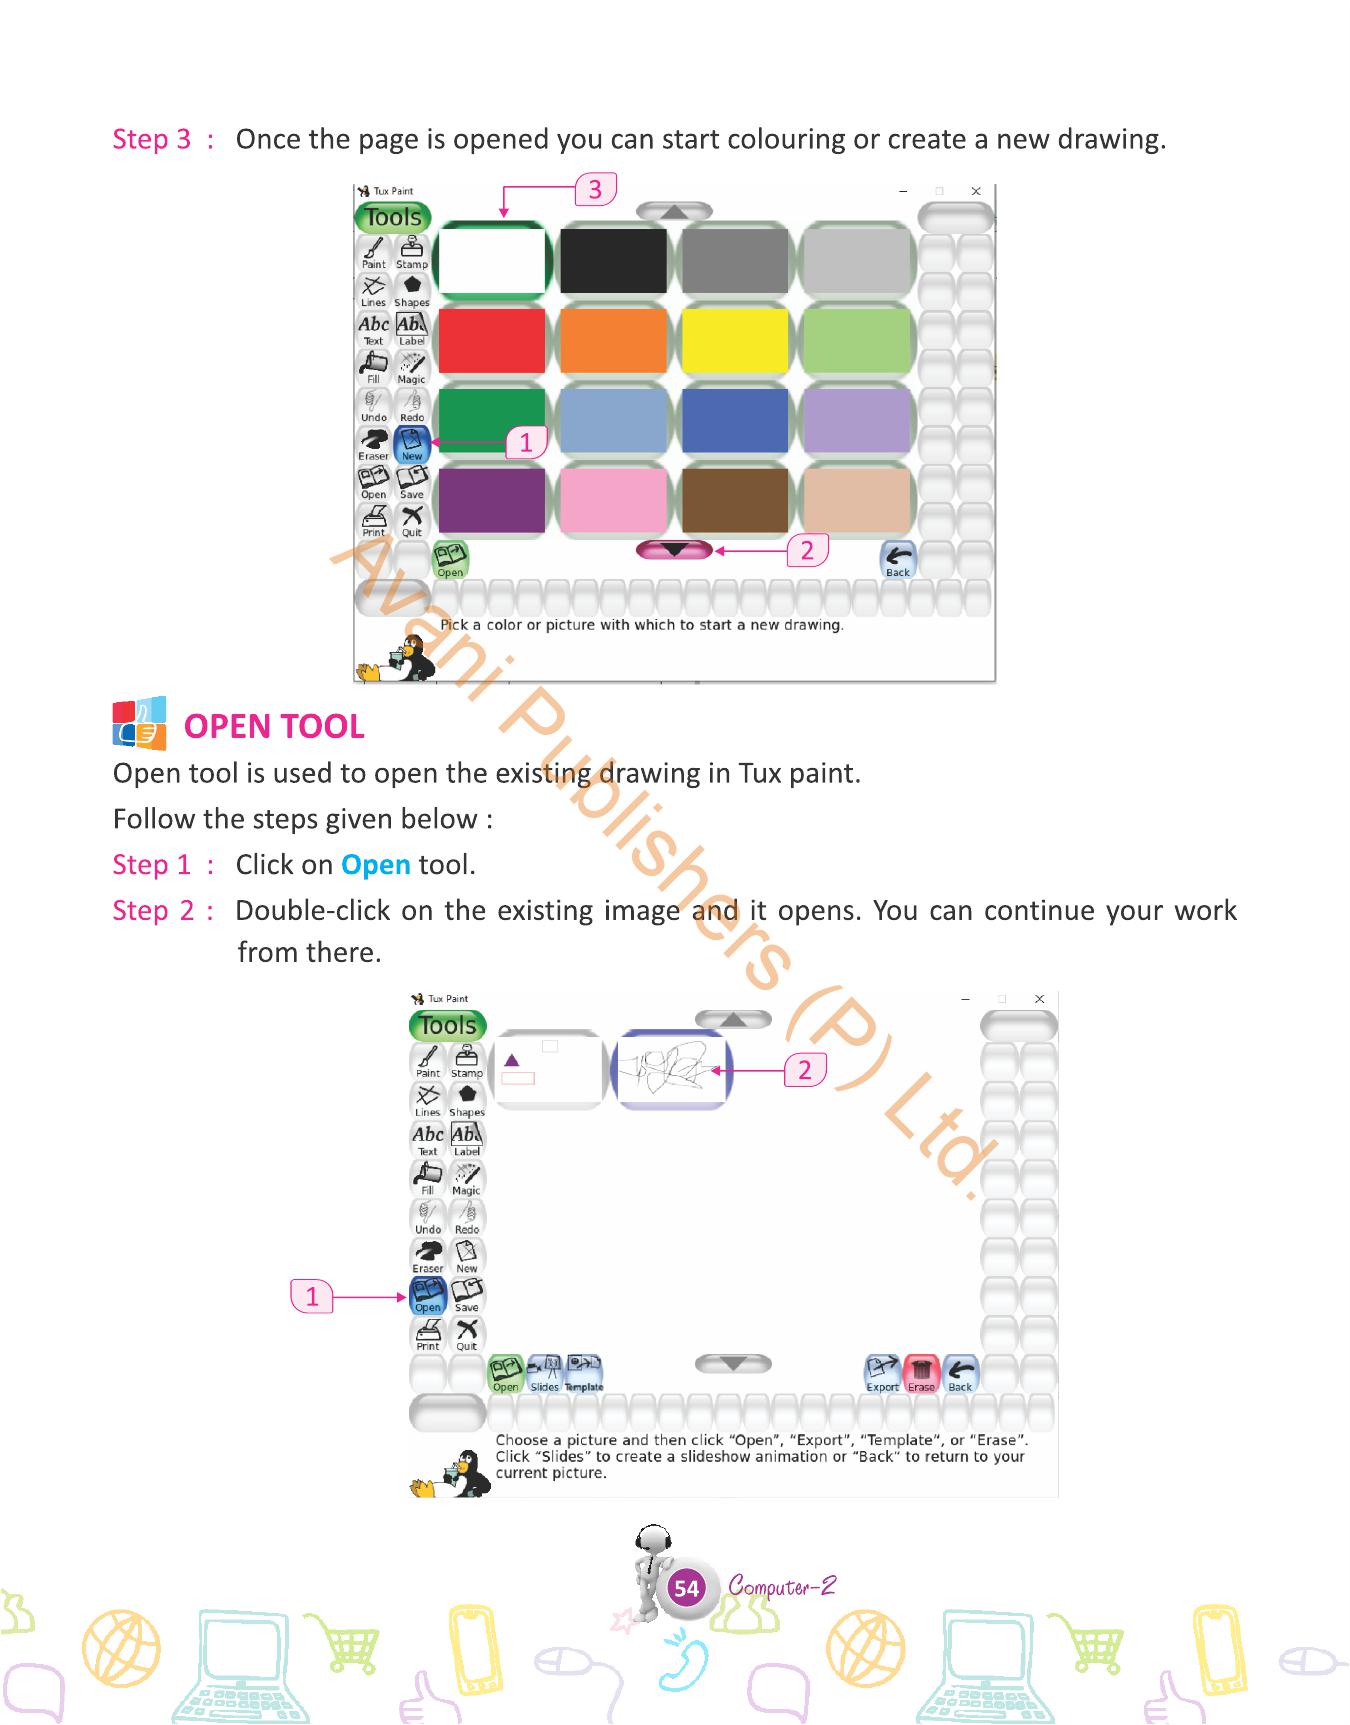 Step 3 : Once the page is opened you can start colouring or create a new drawing.
3
Tux Paint
Tools
Paint Stamp
Lines Shapes
Abc Abc
Text Label
Fill Magic
Undo Redo
1
Eraser New
Open Save
Print Quit
2
Open Back
Pick a color or picture with which to start a new drawing.
OPEN TOOL
Open tool is used to open the existing drawing in Tux paint.
Follow the steps given below :
Step 1 : Click on Open tool.
Step 2 : Double-click on the existing image and it opens. You can continue your work
from there.
Tux Paint
Tools
2
Paint Stamp
Lines Shapes
Abc Abc
Text Label
Fill Magic
Undo Redo
Eraser New
1
Open Save
Print Quit
Open Slides Template Export Erase Back
Choose a picture and then click “Open”, “Export”, “Template”, or “Erase”.
Click “Slides” to create a slideshow animation or “Back” to return to your
current picture.
54 Computer-2
Avani Publishers (P) Ltd.